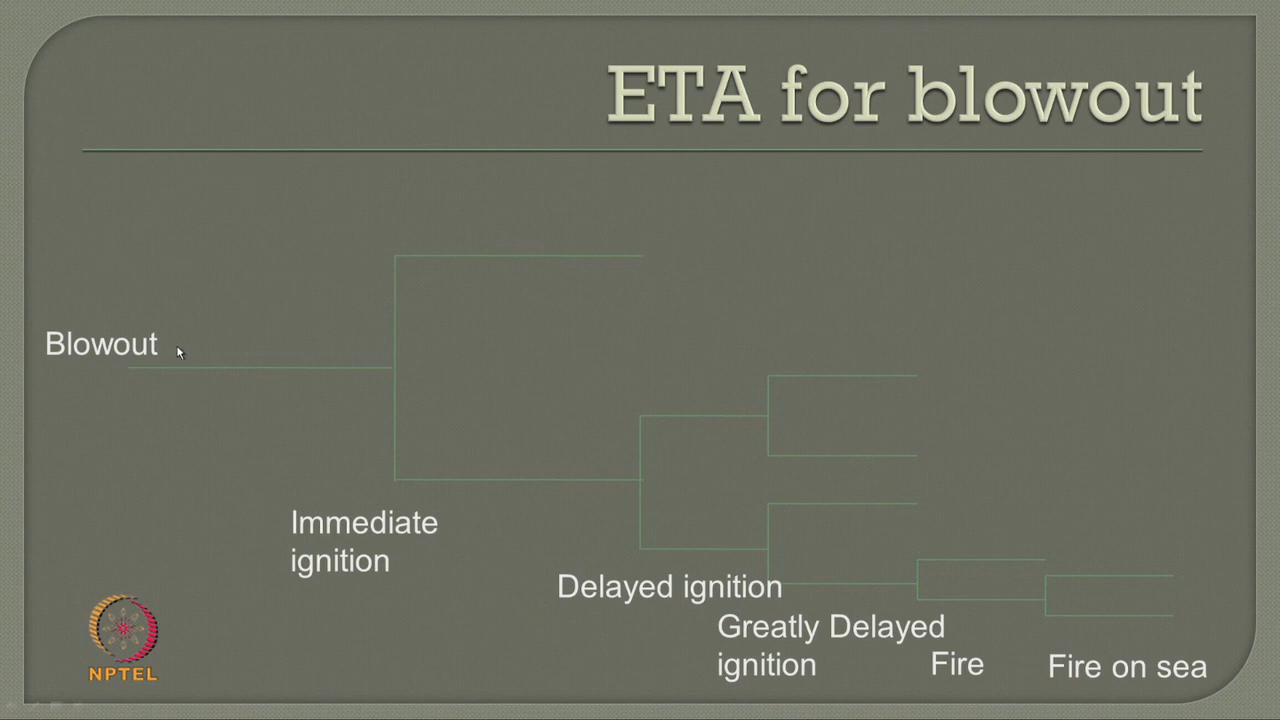 ETA for blowout
Blowout
Immediate
ignition
Delayed ignition
Greatly Delayed
ignition
Fire
Fire on sea
NPTEL